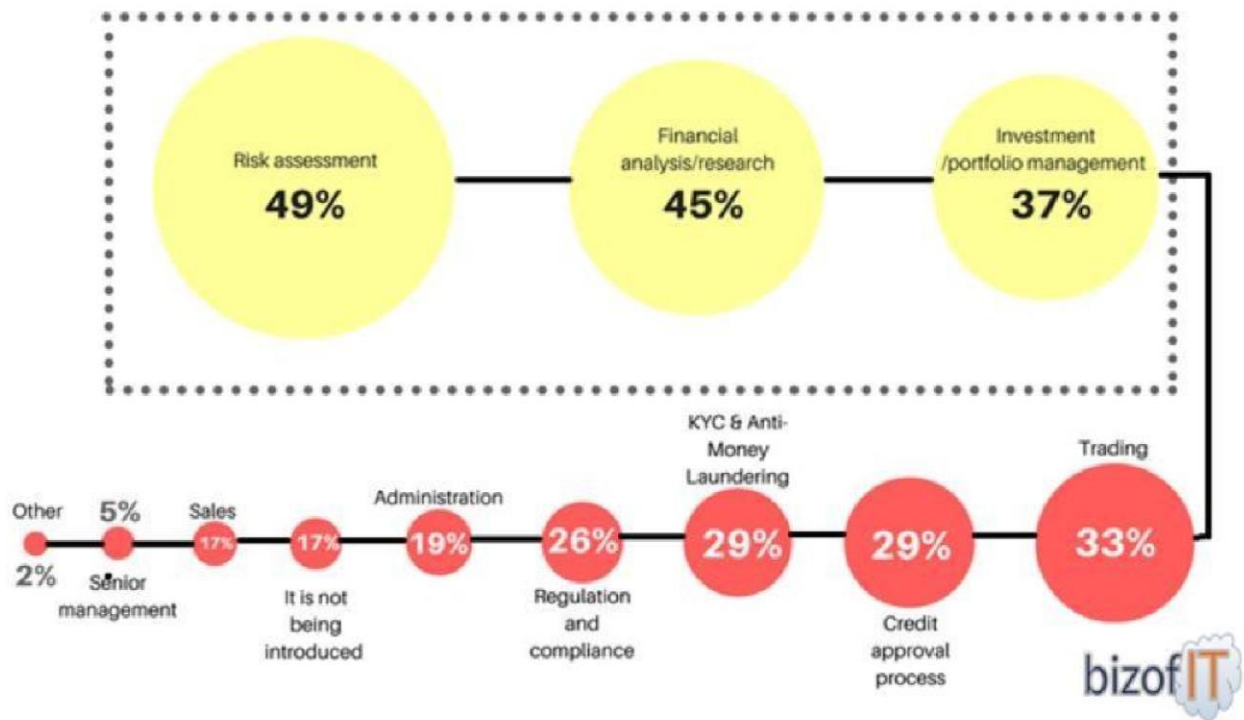 Risk assessment
49%
Financial
analysis/research
45%
Investment
/portfolio management
37%
Trading
33%
Credit
approval
process
29%
KYC & Anti-
Money
Laundering
29%
Regulation
and
compliance
26%
Administration
19%
It is not
being
introduced
17%
Sales
17%
Senior
management
5%
Other
2%
bizofIT